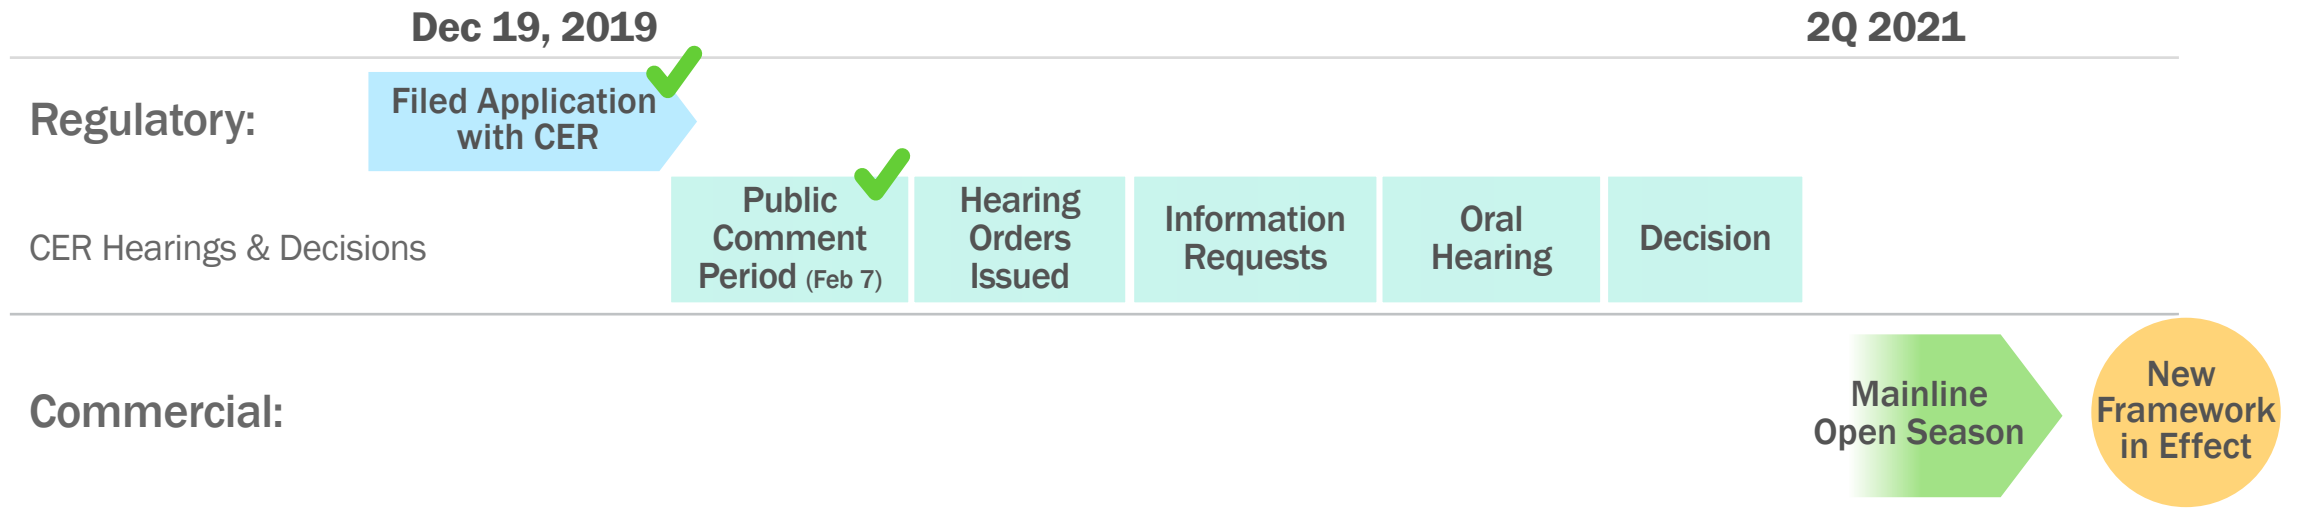 Dec 19, 2019
2Q 2021
Regulatory:
Filed Application
with CER
CER Hearings & Decisions
Public
Comment
Period (Feb 7)
Hearing
Orders
Issued
Information
Requests
Oral
Hearing
Decision
Commercial:
Mainline
Open Season
New
Framework
in Effect